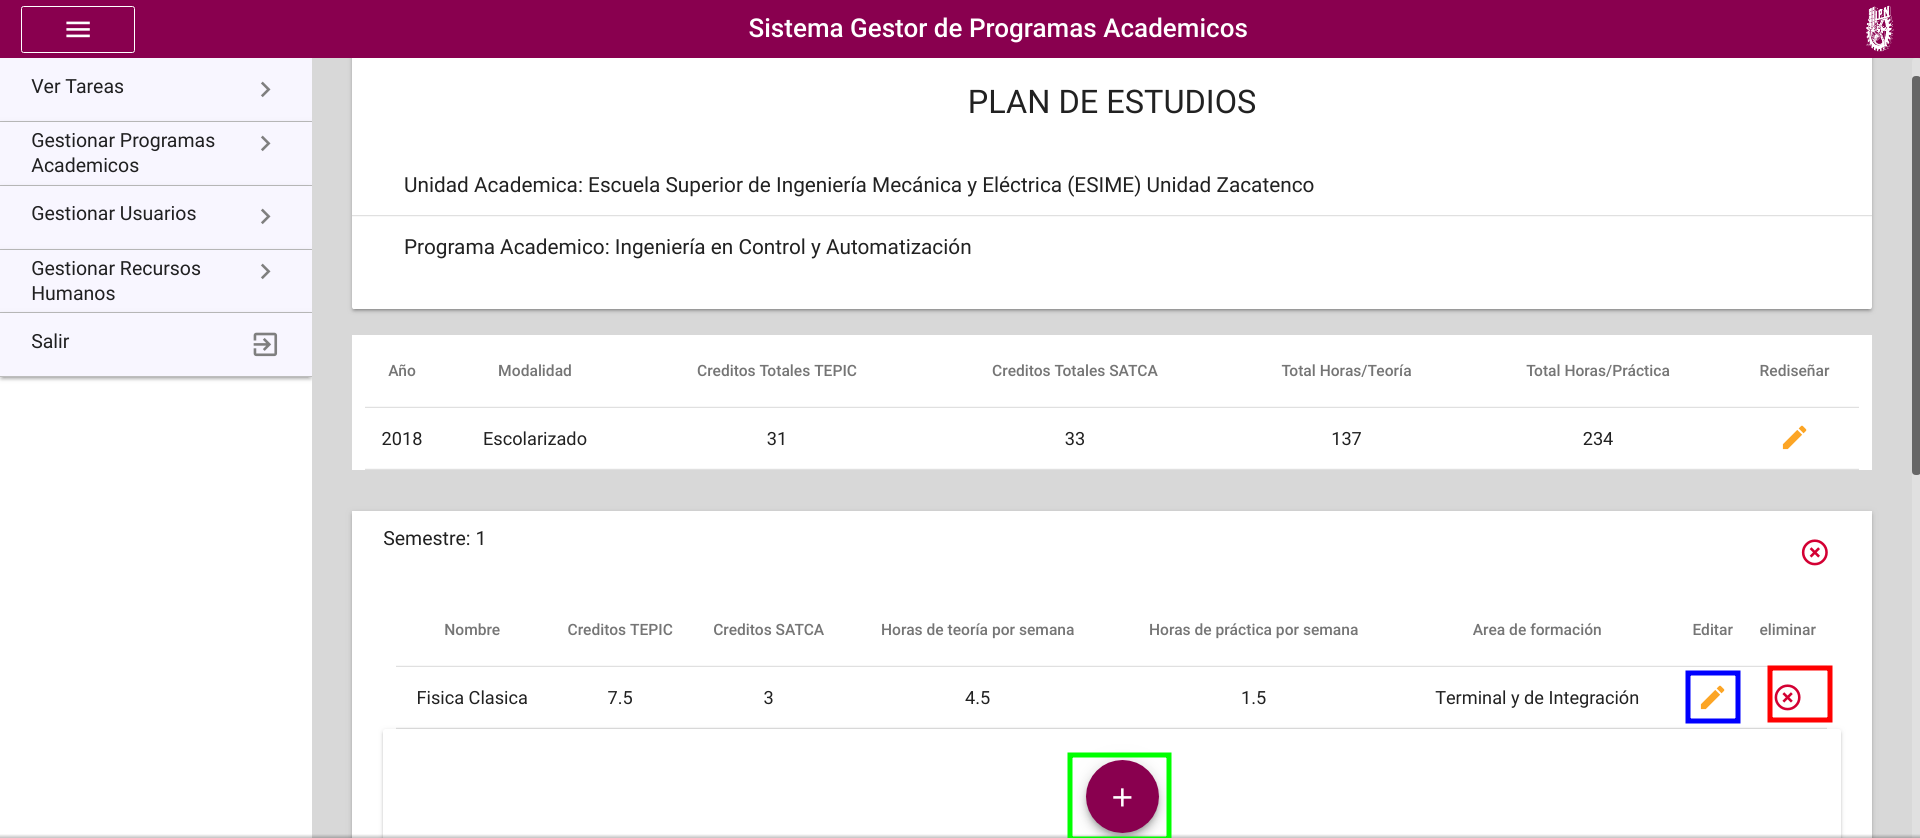 Sistema Gestor de Programas Academicos
Ver Tareas
Gestionar Programas
Academicos
Gestionar Usuarios
Gestionar Recursos
Humanos
Salir
PLAN DE ESTUDIOS
Unidad Academica: Escuela Superior de Ingeniería Mecánica y Eléctrica (ESIME) Unidad Zacatenco
Programa Academico: Ingeniería en Control y Automatización
Año Modalidad Creditos Totales TEPIC Creditos Totales SATCA Total Horas/Teoría Total Horas/Práctica Rediseñar
2018 Escolarizado 31 33 137 234
Semestre: 1
Nombre Creditos TEPIC Creditos SATCA Horas de teoría por semana Horas de práctica por semana Area de formación Editar eliminar
Fisica Clasica 7.5 3 4.5 1.5 Terminal y de Integración